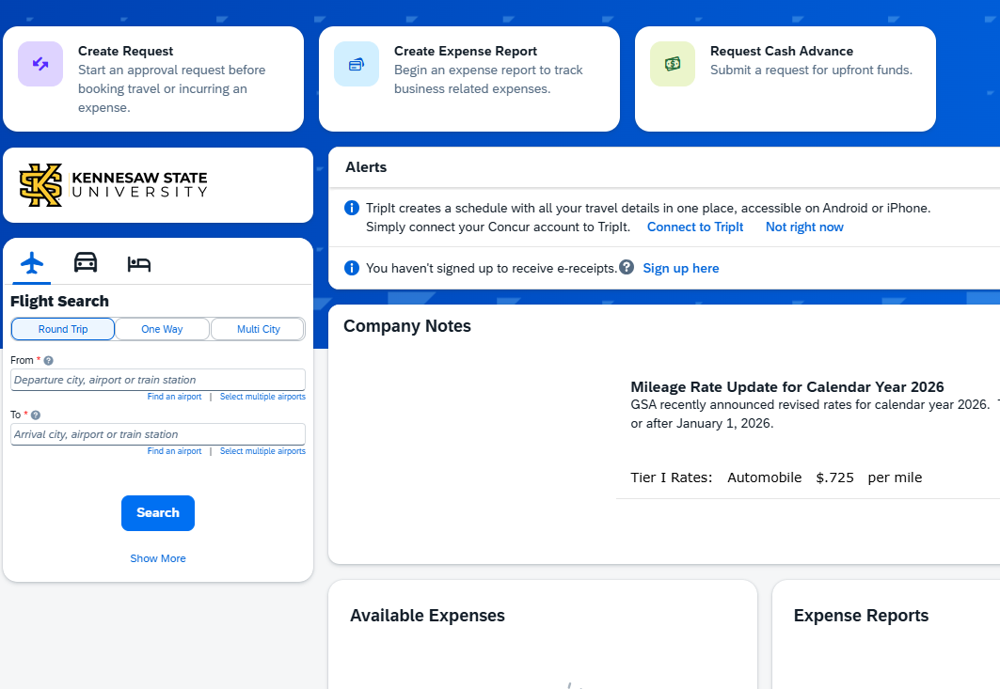 Create Request
Start an approval request before
booking travel or incurring an
expense.
Create Expense Report
Begin an expense report to track
business related expenses.
Request Cash Advance
Submit a request for upfront funds.
KENNESAW STATE
UNIVERSITY
Alerts
TripIt creates a schedule with all your travel details in one place, accessible on Android or iPhone.
Simply connect your Concur account to TripIt. Connect to TripIt Not right now
You haven't signed up to receive e-receipts. Sign up here
Flight Search
Round Trip One Way Multi City
From *
Departure city, airport or train station
Find an airport | Select multiple airports
To *
Arrival city, airport or train station
Find an airport | Select multiple airports
Search
Show More
Company Notes
Mileage Rate Update for Calendar Year 2026
GSA recently announced revised rates for calendar year 2026.
or after January 1, 2026.
Tier I Rates: Automobile $.725 per mile
Available Expenses
Expense Reports